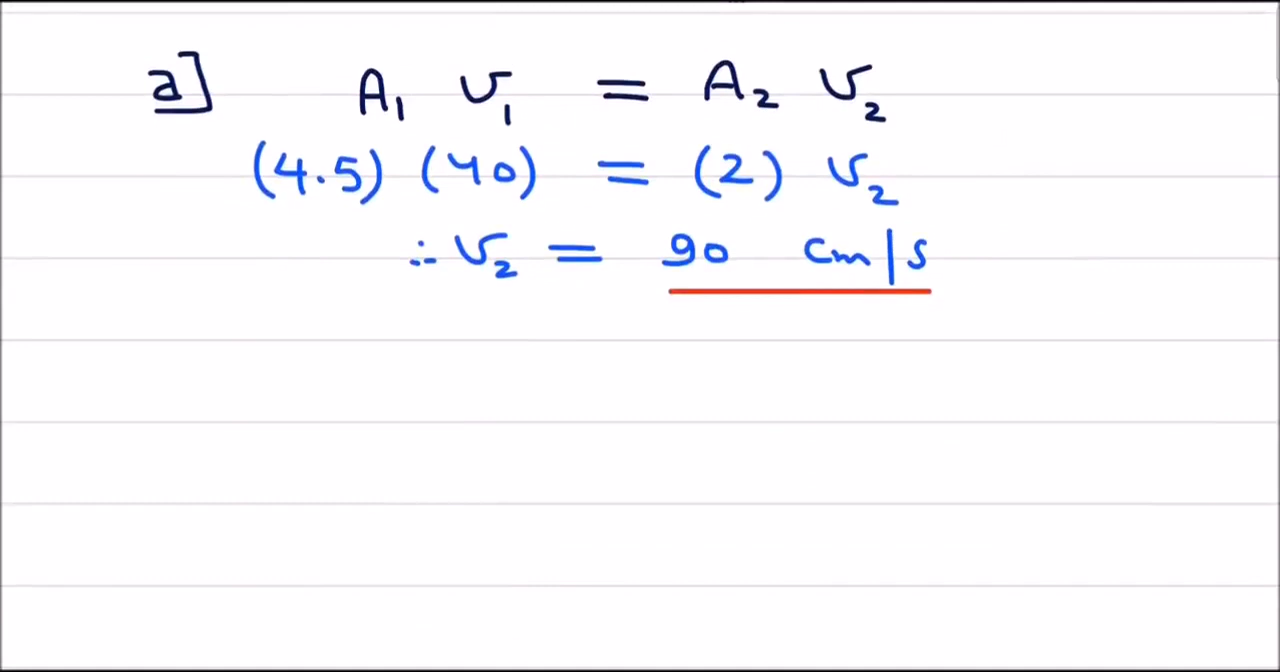 a] A₁ v₁ = A₂ v₂
(4.5) (40) = (2) v₂
∴ v₂ = 90 cm/s